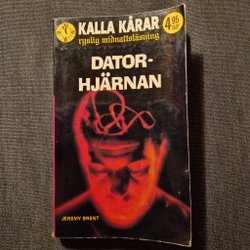 KALLA KÅRAR
ryslig midnattsläsning
4.95
DATOR-
HJÄRNAN
JEREMY BRENT